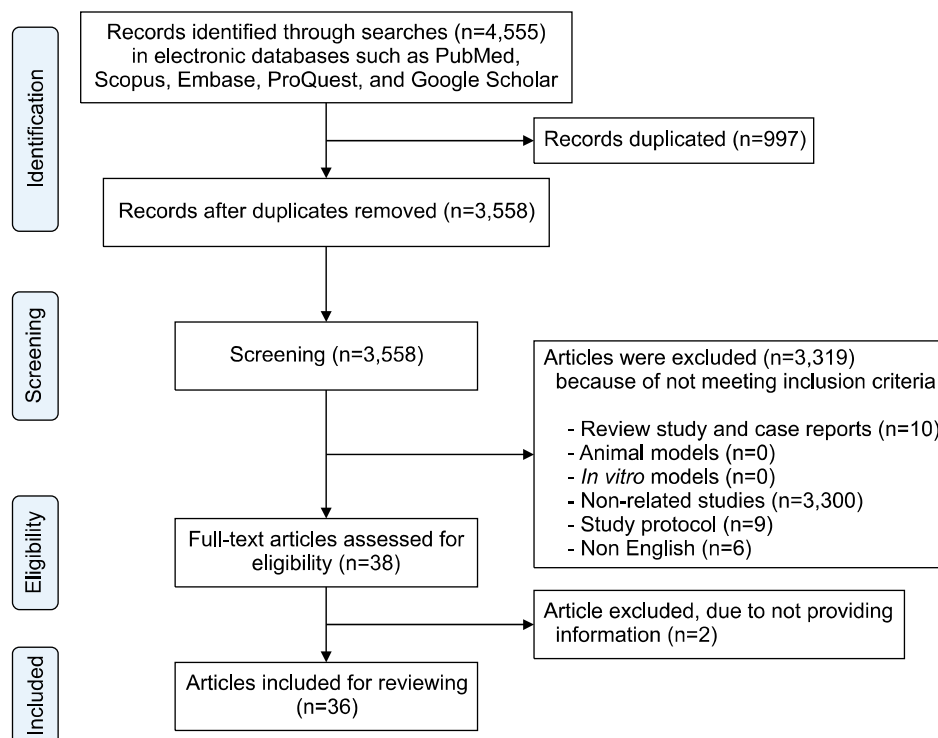 Identification
Records identified through searches (n=4,555)
in electronic databases such as PubMed,
Scopus, Embase, ProQuest, and Google Scholar
Records duplicated (n=997)
Records after duplicates removed (n=3,558)
Screening
Screening (n=3,558)
Articles were excluded (n=3,319)
because of not meeting inclusion criteria
- Review study and case reports (n=10)
- Animal models (n=0)
- In vitro models (n=0)
- Non-related studies (n=3,300)
- Study protocol (n=9)
- Non English (n=6)
Eligibility
Full-text articles assessed for
eligibility (n=38)
Article excluded, due to not providing
information (n=2)
Included
Articles included for reviewing
(n=36)